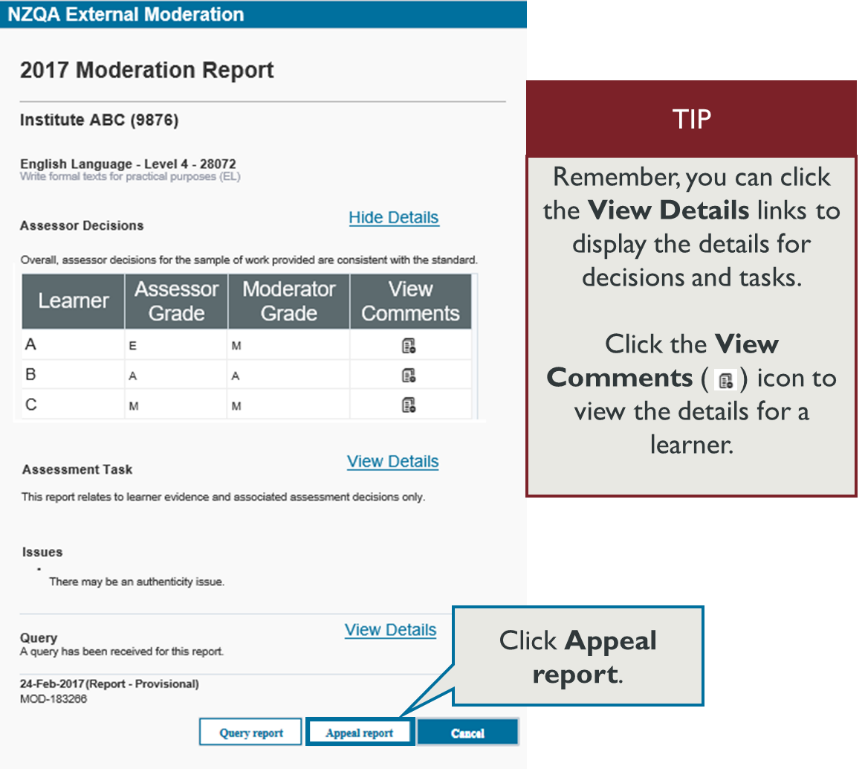 NZQA External Moderation
2017 Moderation Report
Institute ABC (9876)
English Language - Level 4 - 28072
Write formal texts for practical purposes (EL)
Assessor Decisions
Hide Details
Overall, assessor decisions for the sample of work provided are consistent with the standard.
Learner Assessor Grade Moderator Grade View Comments
A E M
B A A
C M M
Assessment Task
View Details
This report relates to learner evidence and associated assessment decisions only.
Issues
There may be an authenticity issue.
Query
View Details
A query has been received for this report.
24-Feb-2017(Report - Provisional)
MOD-183266
Query report
Appeal report
Cancel
TIP
Remember, you can click
the View Details links to
display the details for
decisions and tasks.
Click the View
Comments ( ) icon to
view the details for a
learner.
Click Appeal
report.